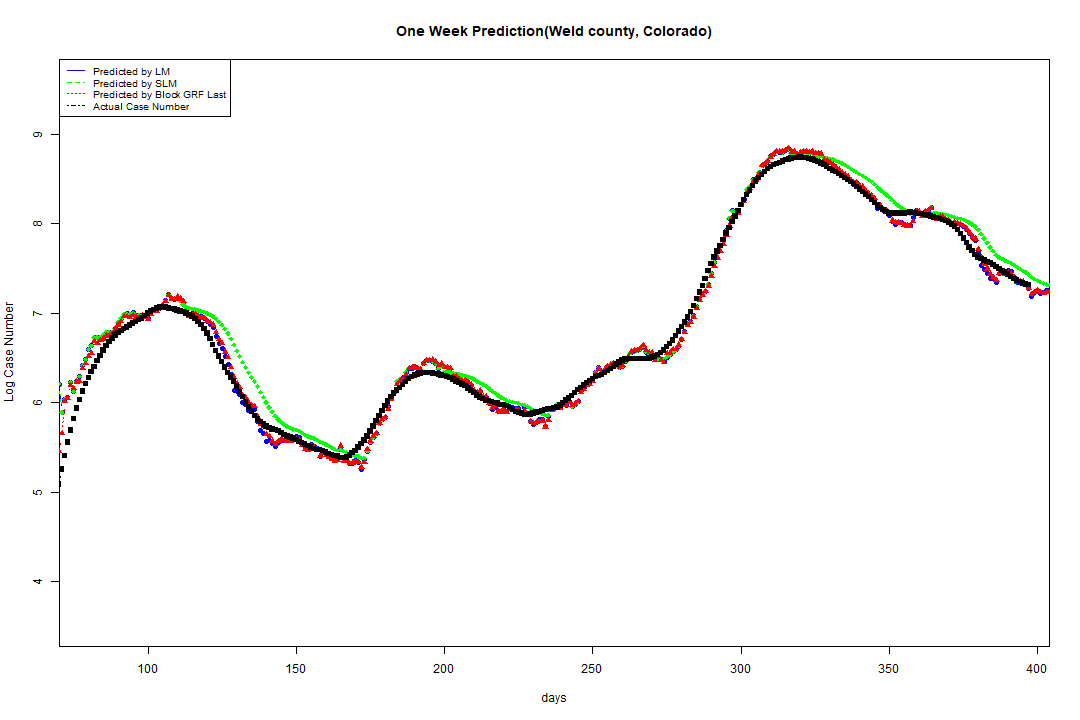 One Week Prediction(Weld county, Colorado)
Predicted by LM
Predicted by SLM
Predicted by Block GRF Last
Actual Case Number
Log Case Number
9
8
7
6
5
4
100 150 200 250 300 350 400
days